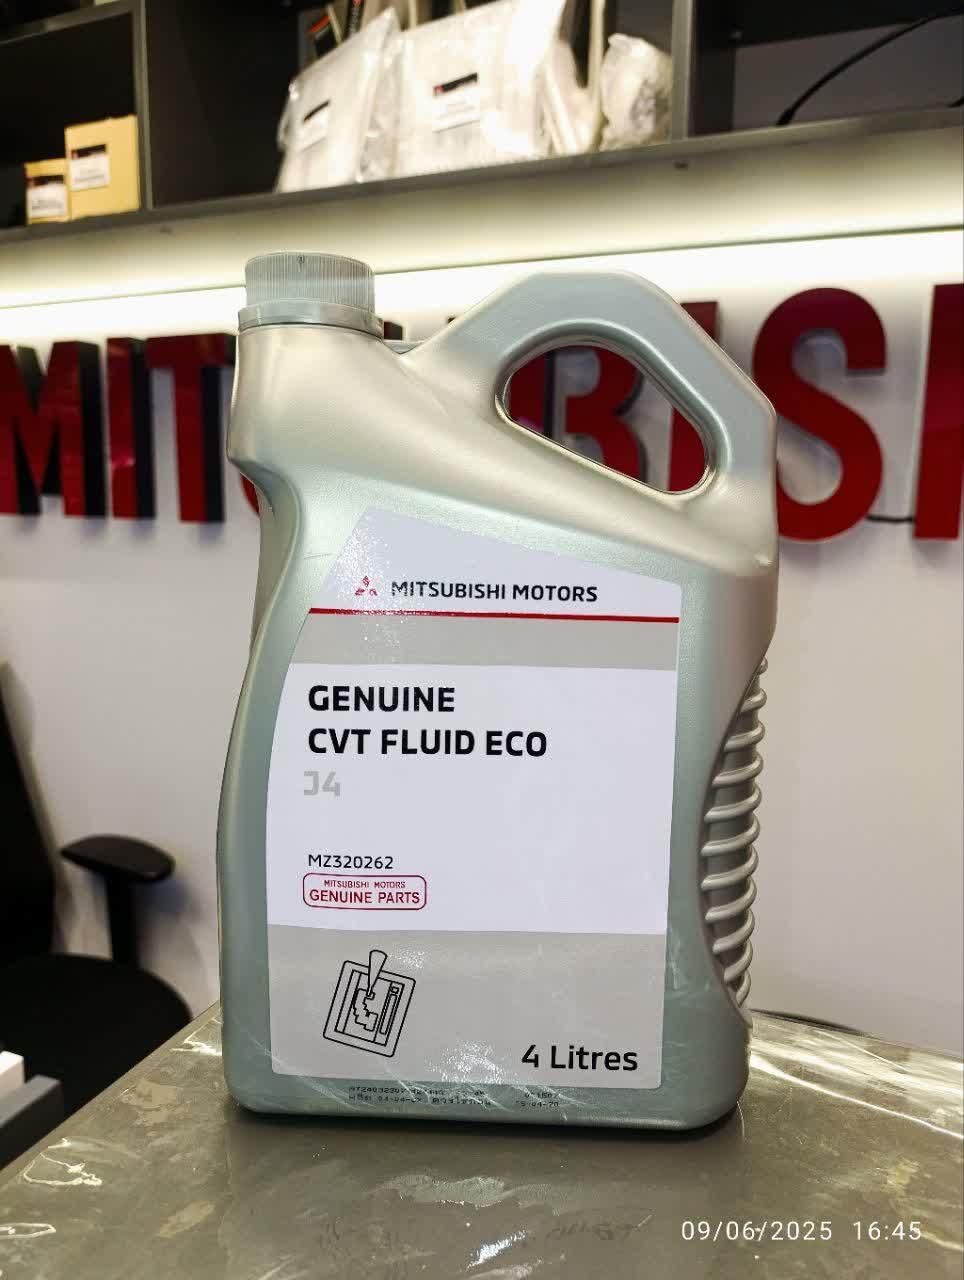 MITSUBISHI MOTORS
GENUINE
CVT FLUID ECO
J4
MZ320262
MITSUBISHI MOTORS
GENUINE PARTS
4 Litres
09/06/2025 16:45